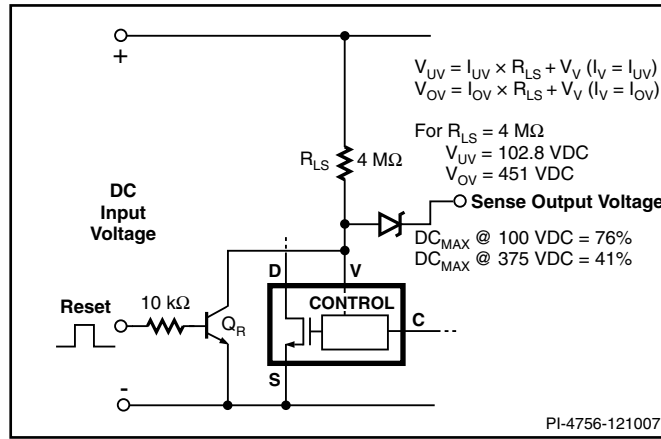 +
V_UV = I_UV × R_LS + V_V (I_V = I_UV)
V_OV = I_OV × R_LS + V_V (I_V = I_OV)
For R_LS = 4 MΩ
V_UV = 102.8 VDC
V_OV = 451 VDC
R_LS
4 MΩ
DC
Input
Voltage
Sense Output Voltage
DC_MAX @ 100 VDC = 76%
DC_MAX @ 375 VDC = 41%
D
V
CONTROL
C
Reset
10 kΩ
Q_R
S
-
PI-4756-121007